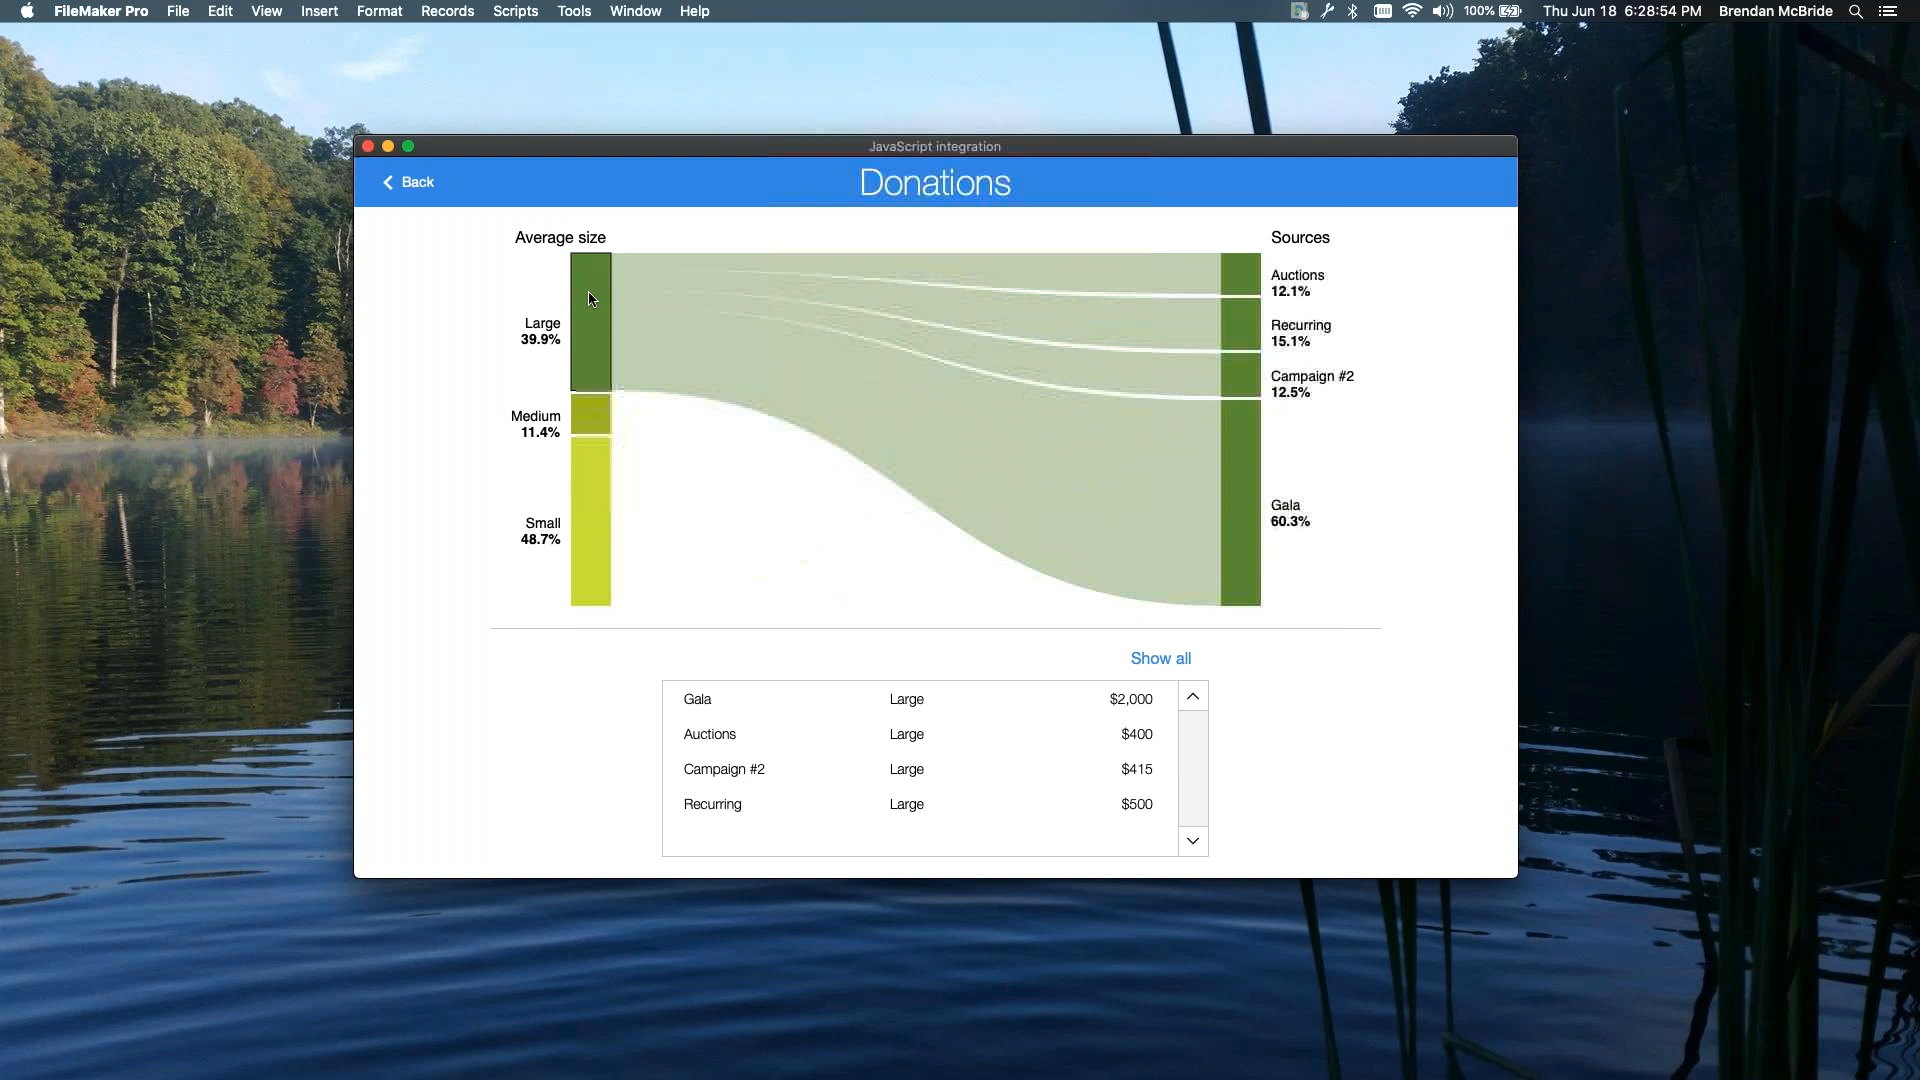 FileMaker Pro File Edit View Insert Format Records Scripts Tools Window Help 100% Thu Jun 18 6:28:54 PM Brendan McBride
JavaScript integration
Back Donations
Average size Sources
Auctions
12.1%
Large
39.9%
Recurring
15.1%
Campaign #2
12.5%
Medium
11.4%
Gala
60.3%
Small
48.7%
Show all
Gala Large $2,000
Auctions Large $400
Campaign #2 Large $415
Recurring Large $500